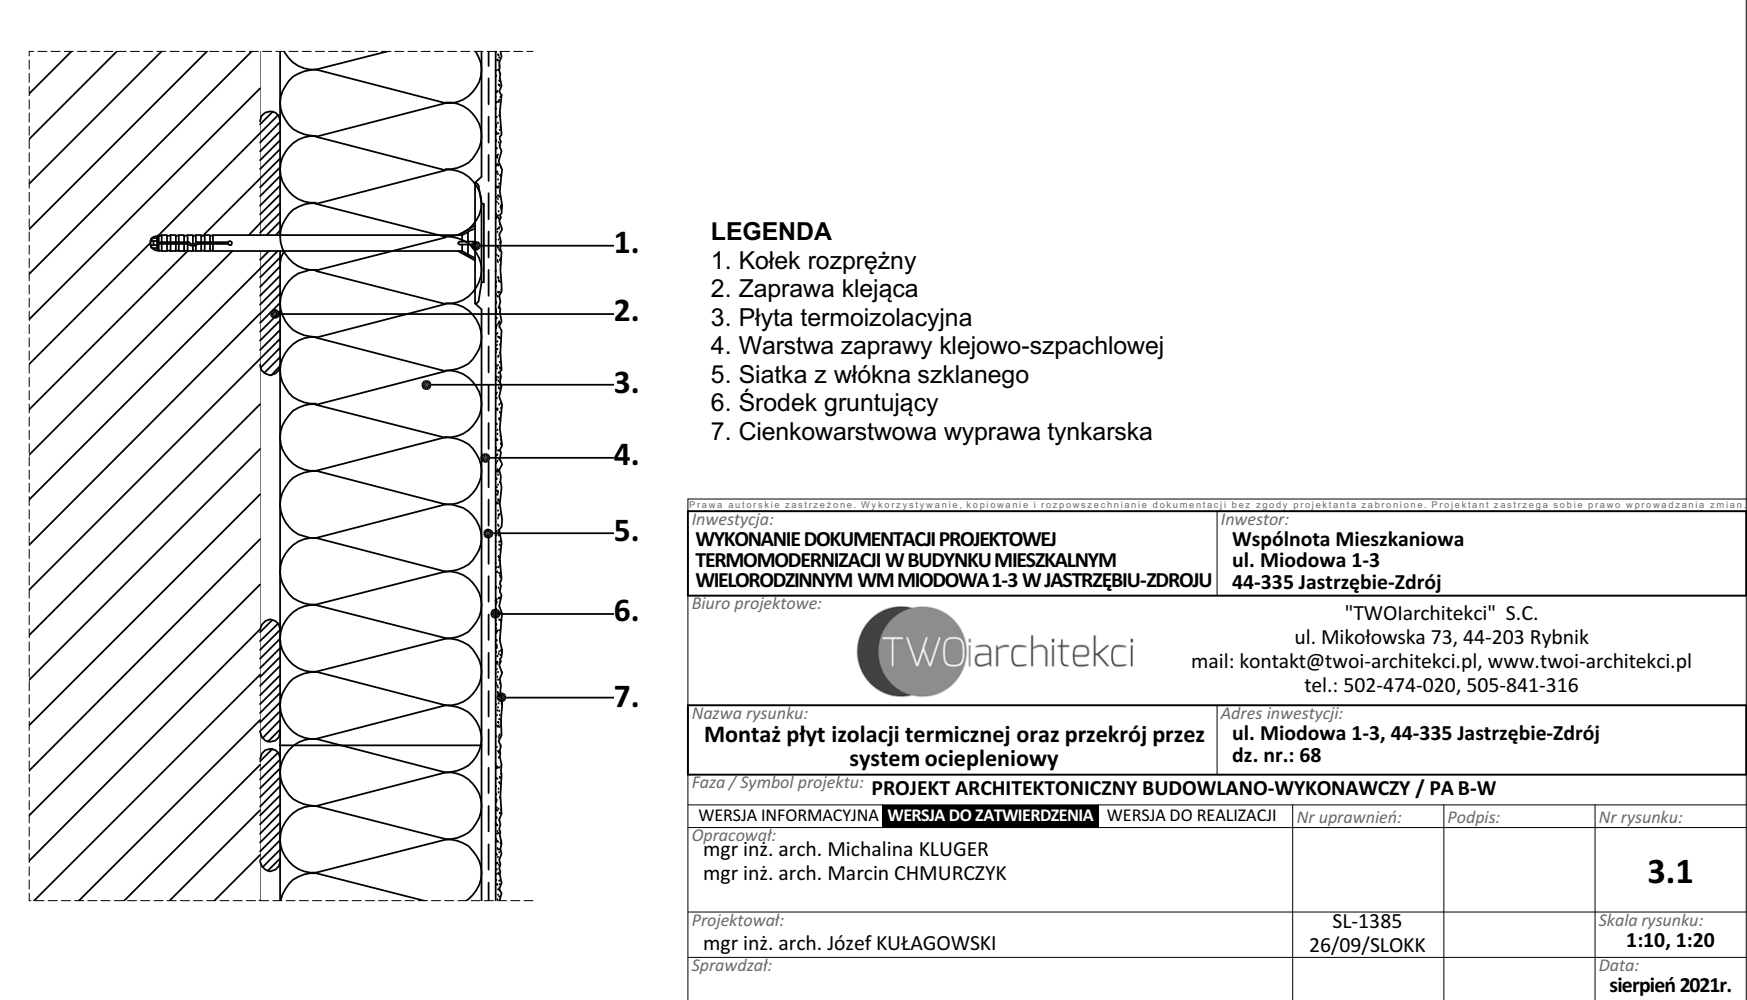 1.
2.
3.
4.
5.
6.
7.
LEGENDA
1. Kołek rozprężny
2. Zaprawa klejąca
3. Płyta termoizolacyjna
4. Warstwa zaprawy klejowo-szpachlowej
5. Siatka z włókna szklanego
6. Środek gruntujący
7. Cienkowarstwowa wyprawa tynkarska
Prawa autorskie zastrzeżone. Wykorzystywanie, kopiowanie i rozpowszechnianie dokumentacji bez zgody projektanta zabronione. Projektant zastrzega sobie prawo wprowadzania zmian.
Inwestycja:
WYKONANIE DOKUMENTACJI PROJEKTOWEJ
TERMOMODERNIZACJI W BUDYNKU MIESZKALNYM
WIELORODZINNYM WM MIODOWA 1-3 W JASTRZĘBIU-ZDROJU
Inwestor:
Wspólnota Mieszkaniowa
ul. Miodowa 1-3
44-335 Jastrzębie-Zdrój
Biuro projektowe:
TWOiarchitekci
"TWOIarchitekci" S.C.
ul. Mikołowska 73, 44-203 Rybnik
mail: kontakt@twoi-architekci.pl, www.twoi-architekci.pl
tel.: 502-474-020, 505-841-316
Nazwa rysunku:
Montaż płyt izolacji termicznej oraz przekrój przez
system ociepleniowy
Adres inwestycji:
ul. Miodowa 1-3, 44-335 Jastrzębie-Zdrój
dz. nr.: 68
Faza / Symbol projektu: PROJEKT ARCHITEKTONICZNY BUDOWLANO-WYKONAWCZY / PA B-W
WERSJA INFORMACYJNA WERSJA DO ZATWIERDZENIA WERSJA DO REALIZACJI
Nr uprawnień:
Podpis:
Nr rysunku:
Opracował:
mgr inż. arch. Michalina KLUGER
mgr inż. arch. Marcin CHMURCZYK
3.1
Projektował:
mgr inż. arch. Józef KUŁAGOWSKI
SL-1385
26/09/SLOKK
Skala rysunku:
1:10, 1:20
Sprawdzał:
Data:
sierpień 2021r.